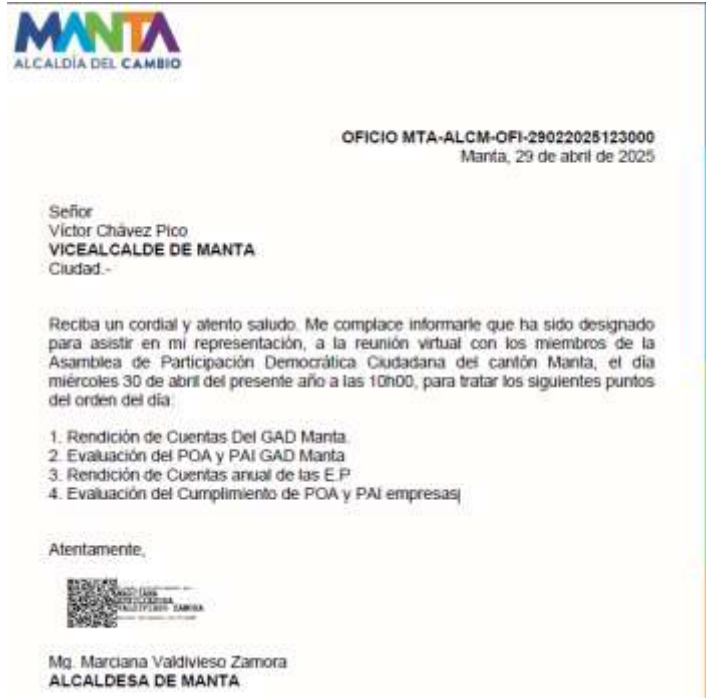 MANTA
ALCALDÍA DEL CAMBIO
OFICIO MTA-ALCM-OFI-29022025123000
Manta, 29 de abril de 2025
Señor
Víctor Chávez Pico
VICEALCALDE DE MANTA
Ciudad.-
Reciba un cordial y atento saludo. Me complace informarle que ha sido designado
para asistir en mi representación, a la reunión virtual con los miembros de la
Asamblea de Participación Democrática Ciudadana del cantón Manta, el día
miércoles 30 de abril del presente año a las 10h00, para tratar los siguientes puntos
del orden del día:
1. Rendición de Cuentas Del GAD Manta.
2. Evaluación del POA y PAI GAD Manta
3. Rendición de Cuentas anual de las E.P
4. Evaluación del Cumplimiento de POA y PAI empresas
Atentamente,
MARCIANA
VALDIVIESO ZAMORA
Mg. Marciana Valdivieso Zamora
ALCALDESA DE MANTA